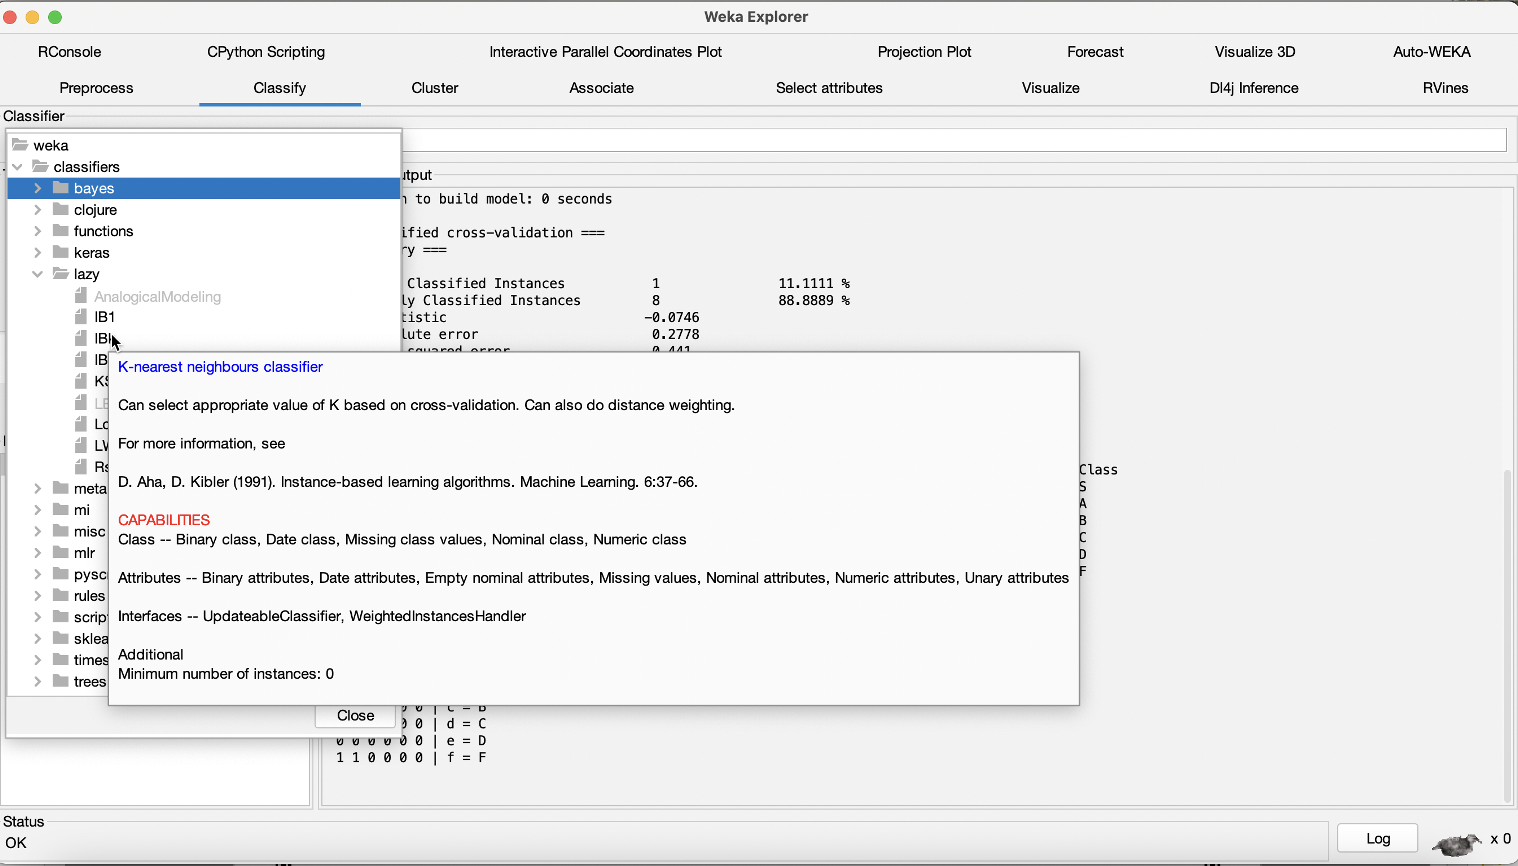 Weka Explorer
RConsole CPython Scripting Interactive Parallel Coordinates Plot Projection Plot Forecast Visualize 3D Auto-WEKA
Preprocess Classify Cluster Associate Select attributes Visualize Dl4j Inference RVines
Classifier
weka
classifiers
bayes
clojure
functions
keras
lazy
AnalogicalModeling
IB1
meta
mi
misc
mlr
rules
trees
Close
to build model: 0 seconds
cross-validation ===
===
Classified Instances 1 11.1111 %
Classified Instances 8 88.8889 %
-0.0746
error 0.2778
K-nearest neighbours classifier
Can select appropriate value of K based on cross-validation. Can also do distance weighting.
For more information, see
D. Aha, D. Kibler (1991). Instance-based learning algorithms. Machine Learning. 6:37-66.
CAPABILITIES
Class -- Binary class, Date class, Missing class values, Nominal class, Numeric class
Attributes -- Binary attributes, Date attributes, Empty nominal attributes, Missing values, Nominal attributes, Numeric attributes, Unary attributes
Interfaces -- UpdateableClassifier, WeightedInstancesHandler
Additional
Minimum number of instances: 0
Class
S
A
B
C
D
F
0 0 | d = C
0 0 0 0 0 0 | e = D
1 1 0 0 0 0 | f = F
Status
OK
Log
x 0